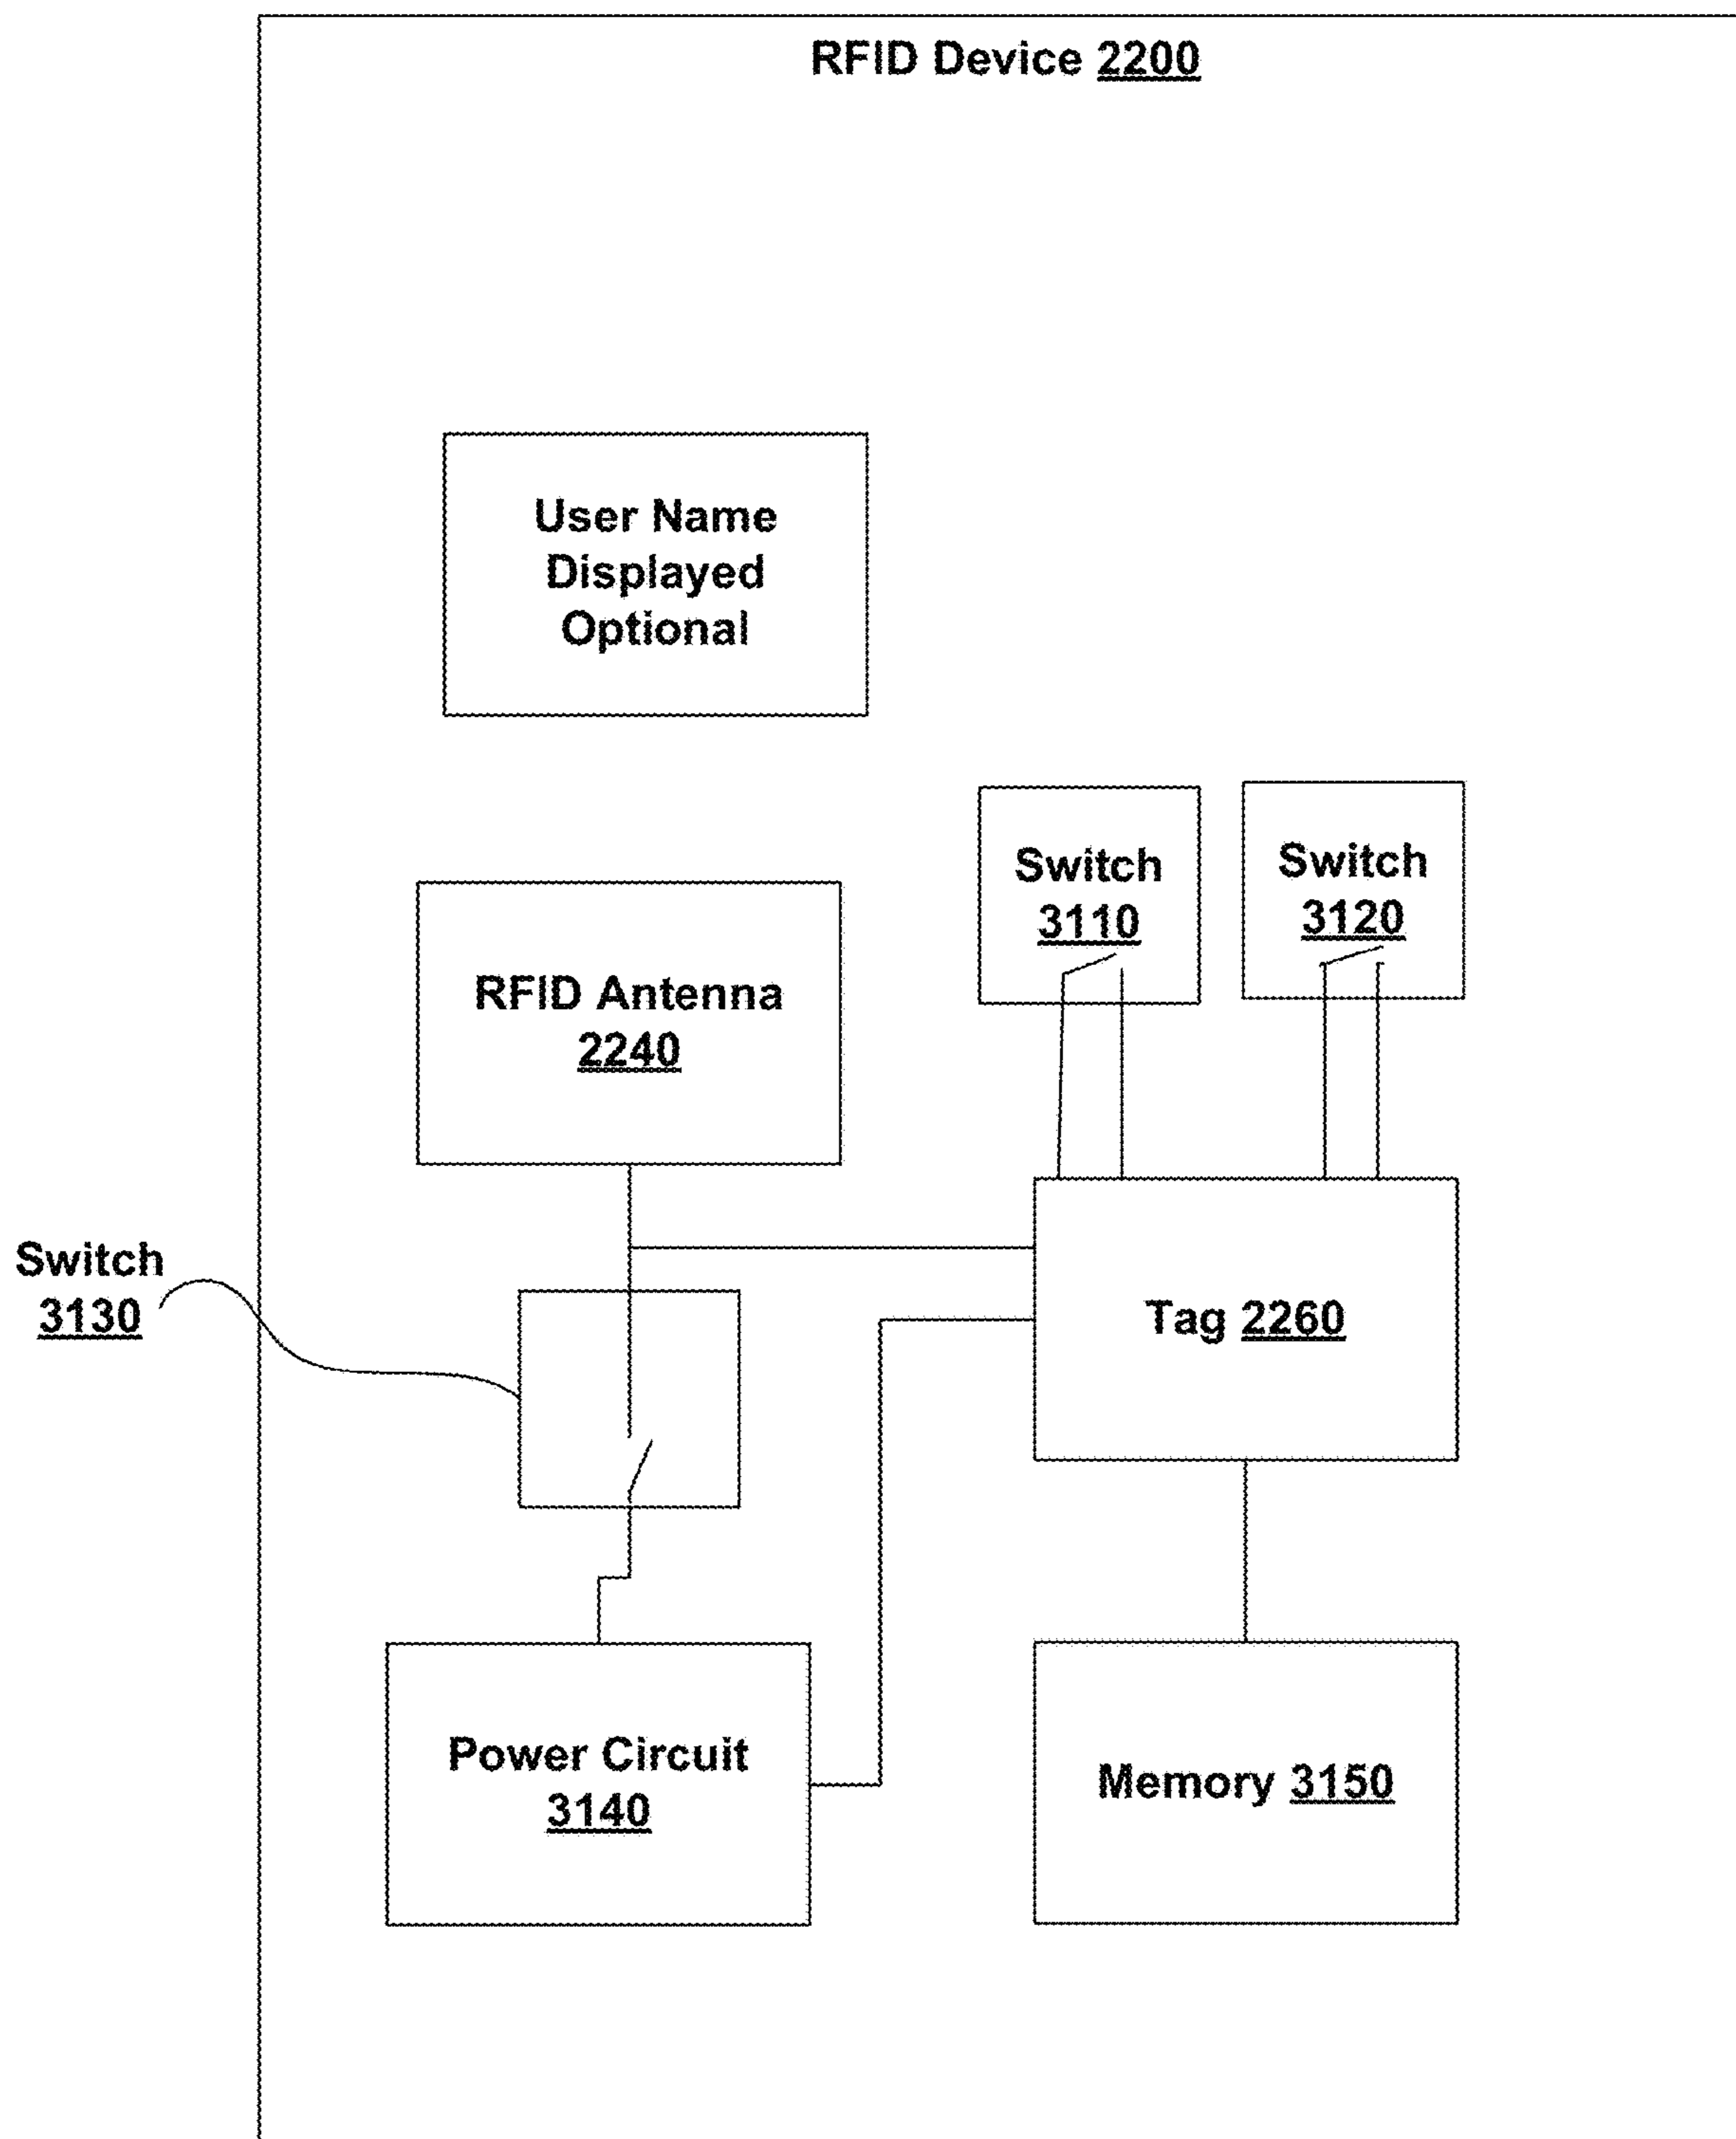 RFID Device 2200
User Name
Displayed
Optional
Switch
3110
Switch
3120
RFID Antenna
2240
Switch
3130
Tag 2260
Power Circuit
3140
Memory 3150